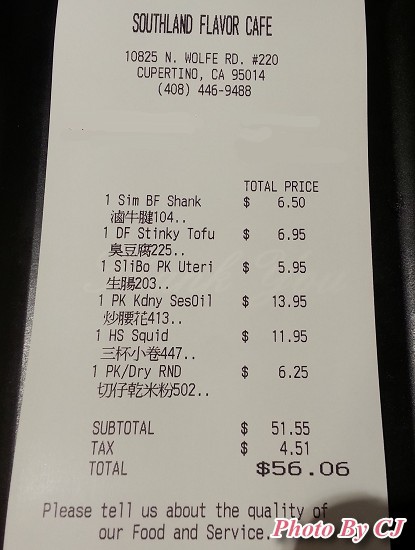 SOUTHLAND FLAVOR CAFE
10825 N. WOLFE RD. #220
CUPERTINO, CA 95014
(408) 446-9488
TOTAL PRICE
1 Sim BF Shank $ 6.50
滷牛腱104..
1 DF Stinky Tofu $ 6.95
臭豆腐225..
1 SliBo PK Uteri $ 5.95
生腸203..
1 PK Kdny SesOil $ 13.95
炒腰花413..
1 HS Squid $ 11.95
三杯小卷447..
1 PK/Dry RND $ 6.25
切仔乾米粉502..
SUBTOTAL $ 51.55
TAX $ 4.51
TOTAL $56.06
Please tell us about the quality of
our Food and Service.
Photo By CJ